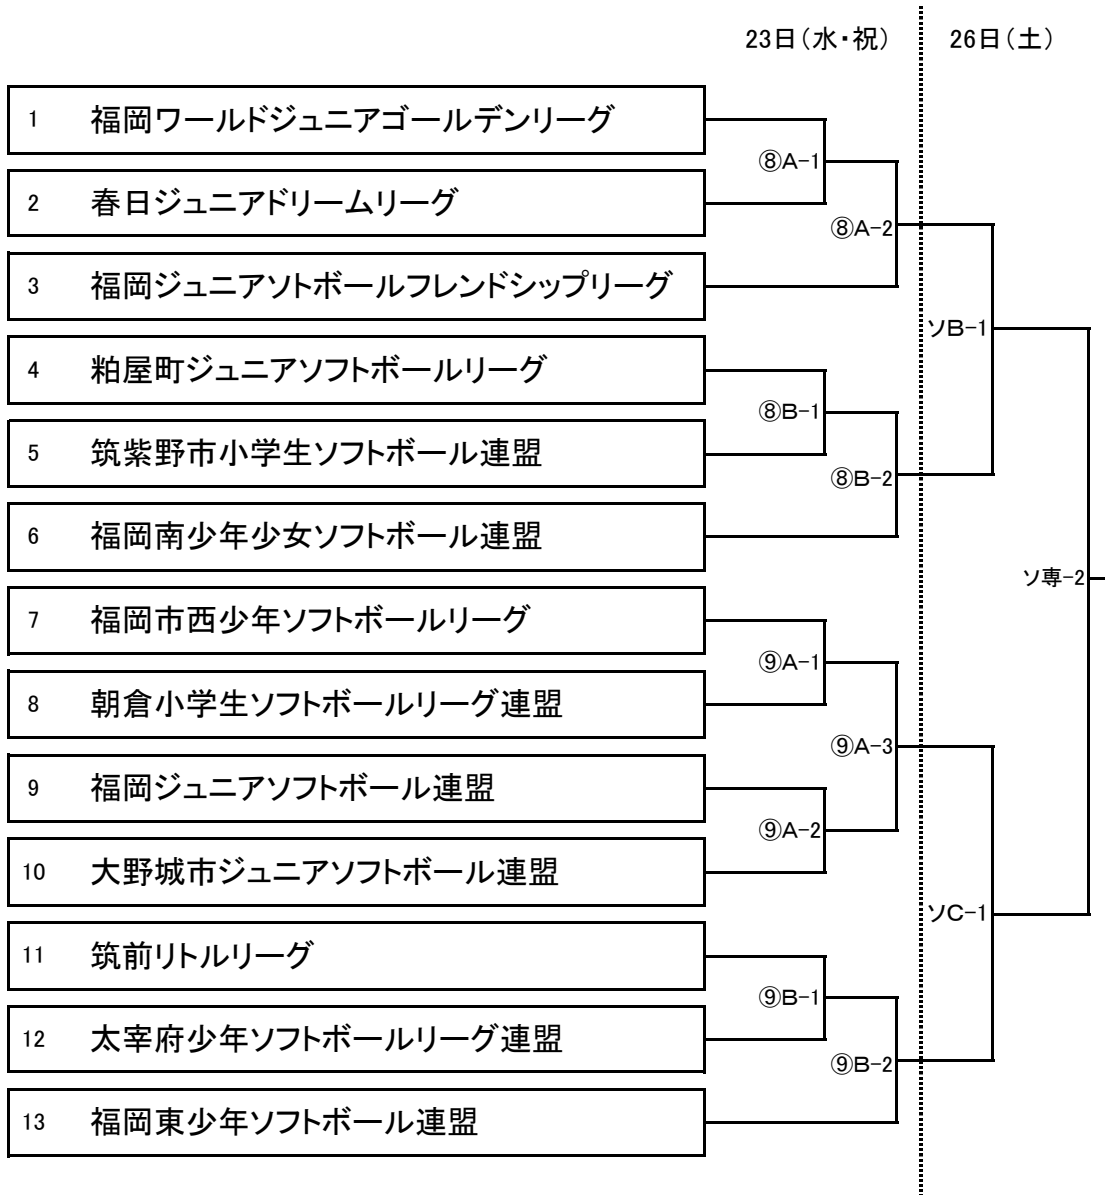 23日（水・祝） 26日（土）
1 福岡ワールドジュニアゴールデンリーグ
⑧A-1
2 春日ジュニアドリームリーグ
⑧A-2
3 福岡ジュニアソトボールフレンドシップリーグ
ソB-1
4 粕屋町ジュニアソフトボールリーグ
⑧B-1
5 筑紫野市小学生ソフトボール連盟
⑧B-2
6 福岡南少年少女ソフトボール連盟
ソ専-2
7 福岡市西少年ソフトボールリーグ
⑨A-1
8 朝倉小学生ソフトボールリーグ連盟
⑨A-3
9 福岡ジュニアソフトボール連盟
⑨A-2
10 大野城市ジュニアソフトボール連盟
ソC-1
11 筑前リトルリーグ
⑨B-1
12 太宰府少年ソフトボールリーグ連盟
⑨B-2
13 福岡東少年ソフトボール連盟